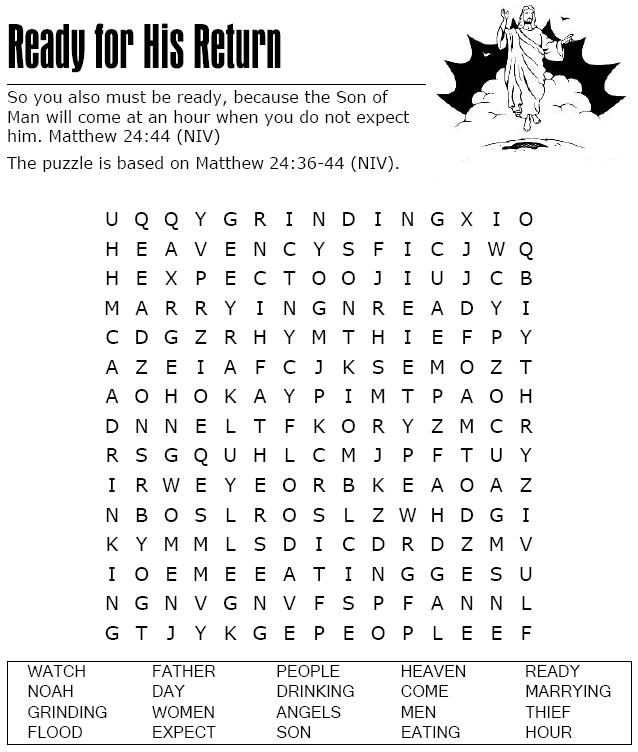 Ready for His Return
So you also must be ready, because the Son of
Man will come at an hour when you do not expect
him. Matthew 24:44 (NIV)
The puzzle is based on Matthew 24:36-44 (NIV).
U Q Q Y G R I N D I N G X I O
H E A V E N C Y S F I C J W Q
H E X P E C T O O J I U J C B
M A R R Y I N G N R E A D Y I
C D G Z R H Y M T H I E F P Y
A Z E I A F C J K S E M O Z T
A O H O K A Y P I M T P A O H
D N N E L T F K O R Y Z M C R
R S G Q U H L C M J P F T U Y
I R W E Y E O R B K E A O A Z
N B O S L R O S L Z W H D G I
K Y M M L S D I C D R D Z M V
I O E M E E A T I N G G E S U
N G N V G N V F S P F A N N L
G T J Y K G E P E O P L E E F
WATCH FATHER PEOPLE HEAVEN READY
NOAH DAY DRINKING COME MARRYING
GRINDING WOMEN ANGELS MEN THIEF
FLOOD EXPECT SON EATING HOUR